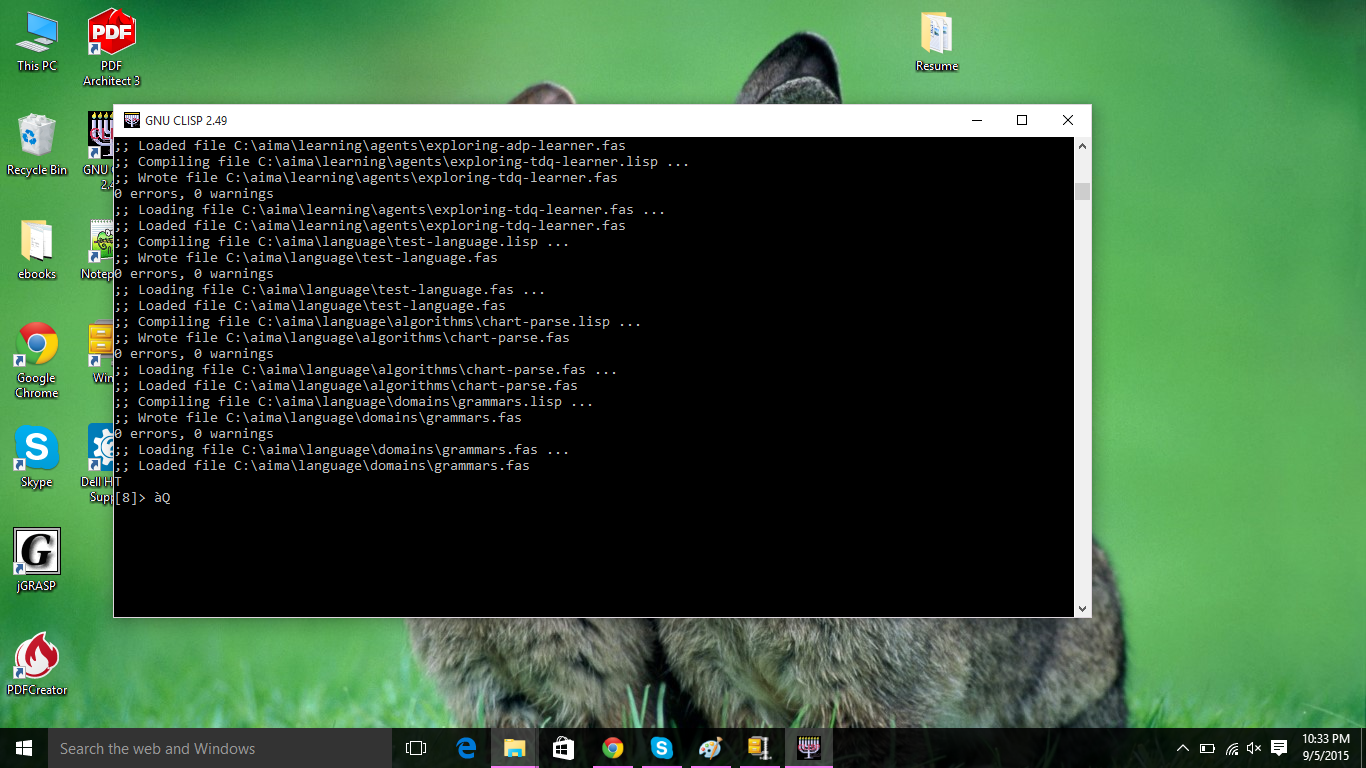 This PC
PDF
PDF
Architect 3
Resume
Recycle Bin
ebooks
Google
Chrome
Skype
jGRASP
G
PDFCreator
GNU CLISP 2.49
;; Loaded file C:\aima\learning\agents\exploring-adp-learner.fas
;; Compiling file C:\aima\learning\agents\exploring-tdq-learner.lisp ...
;; Wrote file C:\aima\learning\agents\exploring-tdq-learner.fas
0 errors, 0 warnings
;; Loading file C:\aima\learning\agents\exploring-tdq-learner.fas ...
;; Loaded file C:\aima\learning\agents\exploring-tdq-learner.fas
;; Compiling file C:\aima\language\test-language.lisp ...
;; Wrote file C:\aima\language\test-language.fas
0 errors, 0 warnings
;; Loading file C:\aima\language\test-language.fas ...
;; Loaded file C:\aima\language\test-language.fas
;; Compiling file C:\aima\language\algorithms\chart-parse.lisp ...
;; Wrote file C:\aima\language\algorithms\chart-parse.fas
0 errors, 0 warnings
;; Loading file C:\aima\language\algorithms\chart-parse.fas ...
;; Loaded file C:\aima\language\algorithms\chart-parse.fas
;; Compiling file C:\aima\language\domains\grammars.lisp ...
;; Wrote file C:\aima\language\domains\grammars.fas
0 errors, 0 warnings
;; Loading file C:\aima\language\domains\grammars.fas ...
;; Loaded file C:\aima\language\domains\grammars.fas
T
[8]> àQ
Search the web and Windows
10:33 PM
9/5/2015